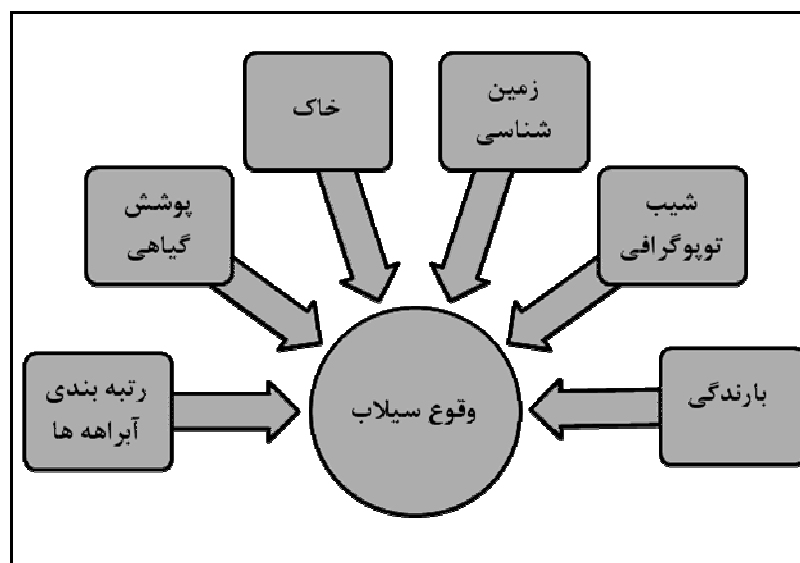 زمین
شناسی
خاک
شیب
توپوگرافی
پوشش
گیاهی
بارندگی
وقوع سیلاب
رتبه بندی
آبراهه ها